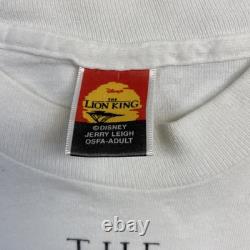 Disney's
THE
LION KING
©DISNEY
JERRY LEIGH
OSFA-ADULT
THE